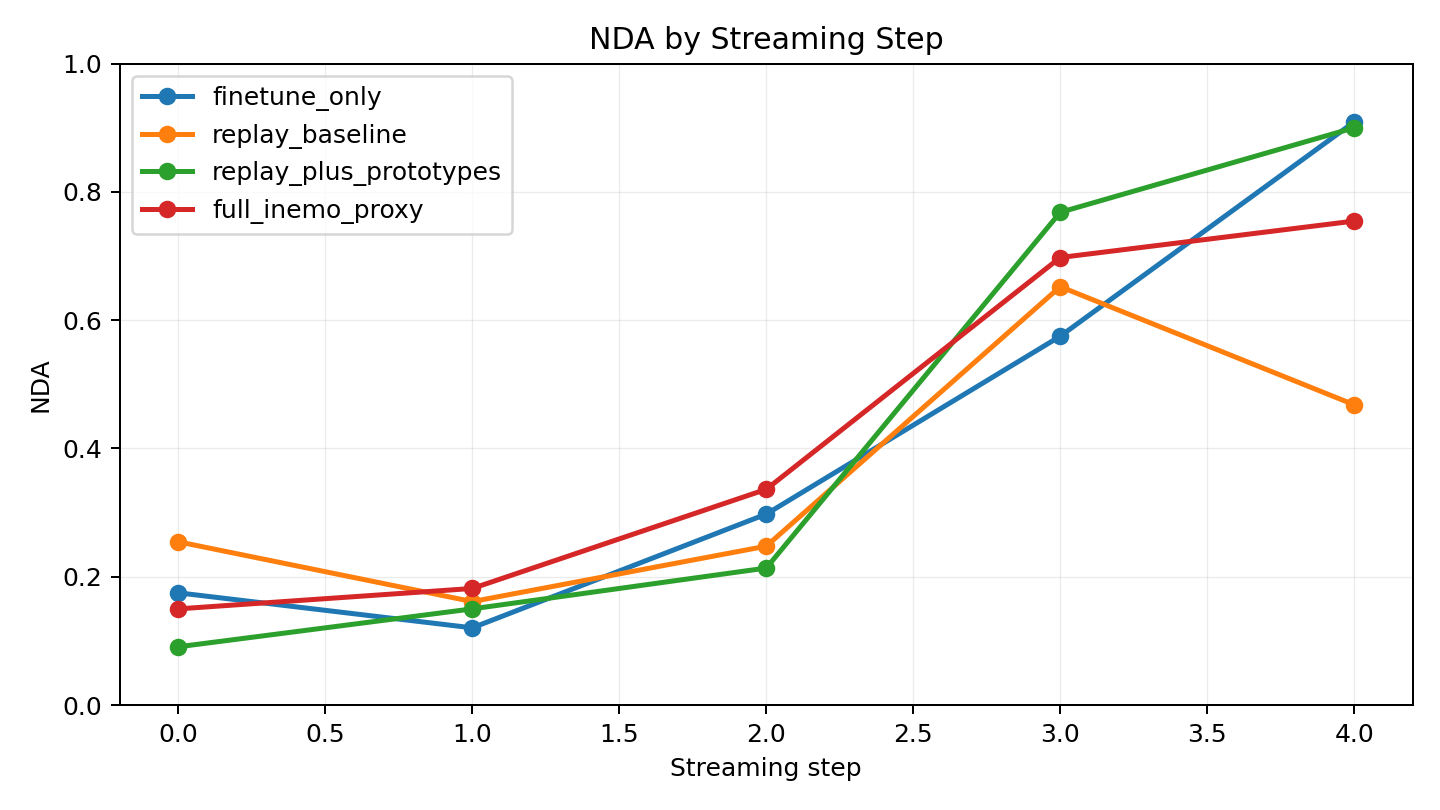 NDA by Streaming Step
1.0
0.8
0.6
0.4
0.2
0.0
NDA
finetune_only
replay_baseline
replay_plus_prototypes
full_inemo_proxy
0.0 0.5 1.0 1.5 2.0 2.5 3.0 3.5 4.0
Streaming step